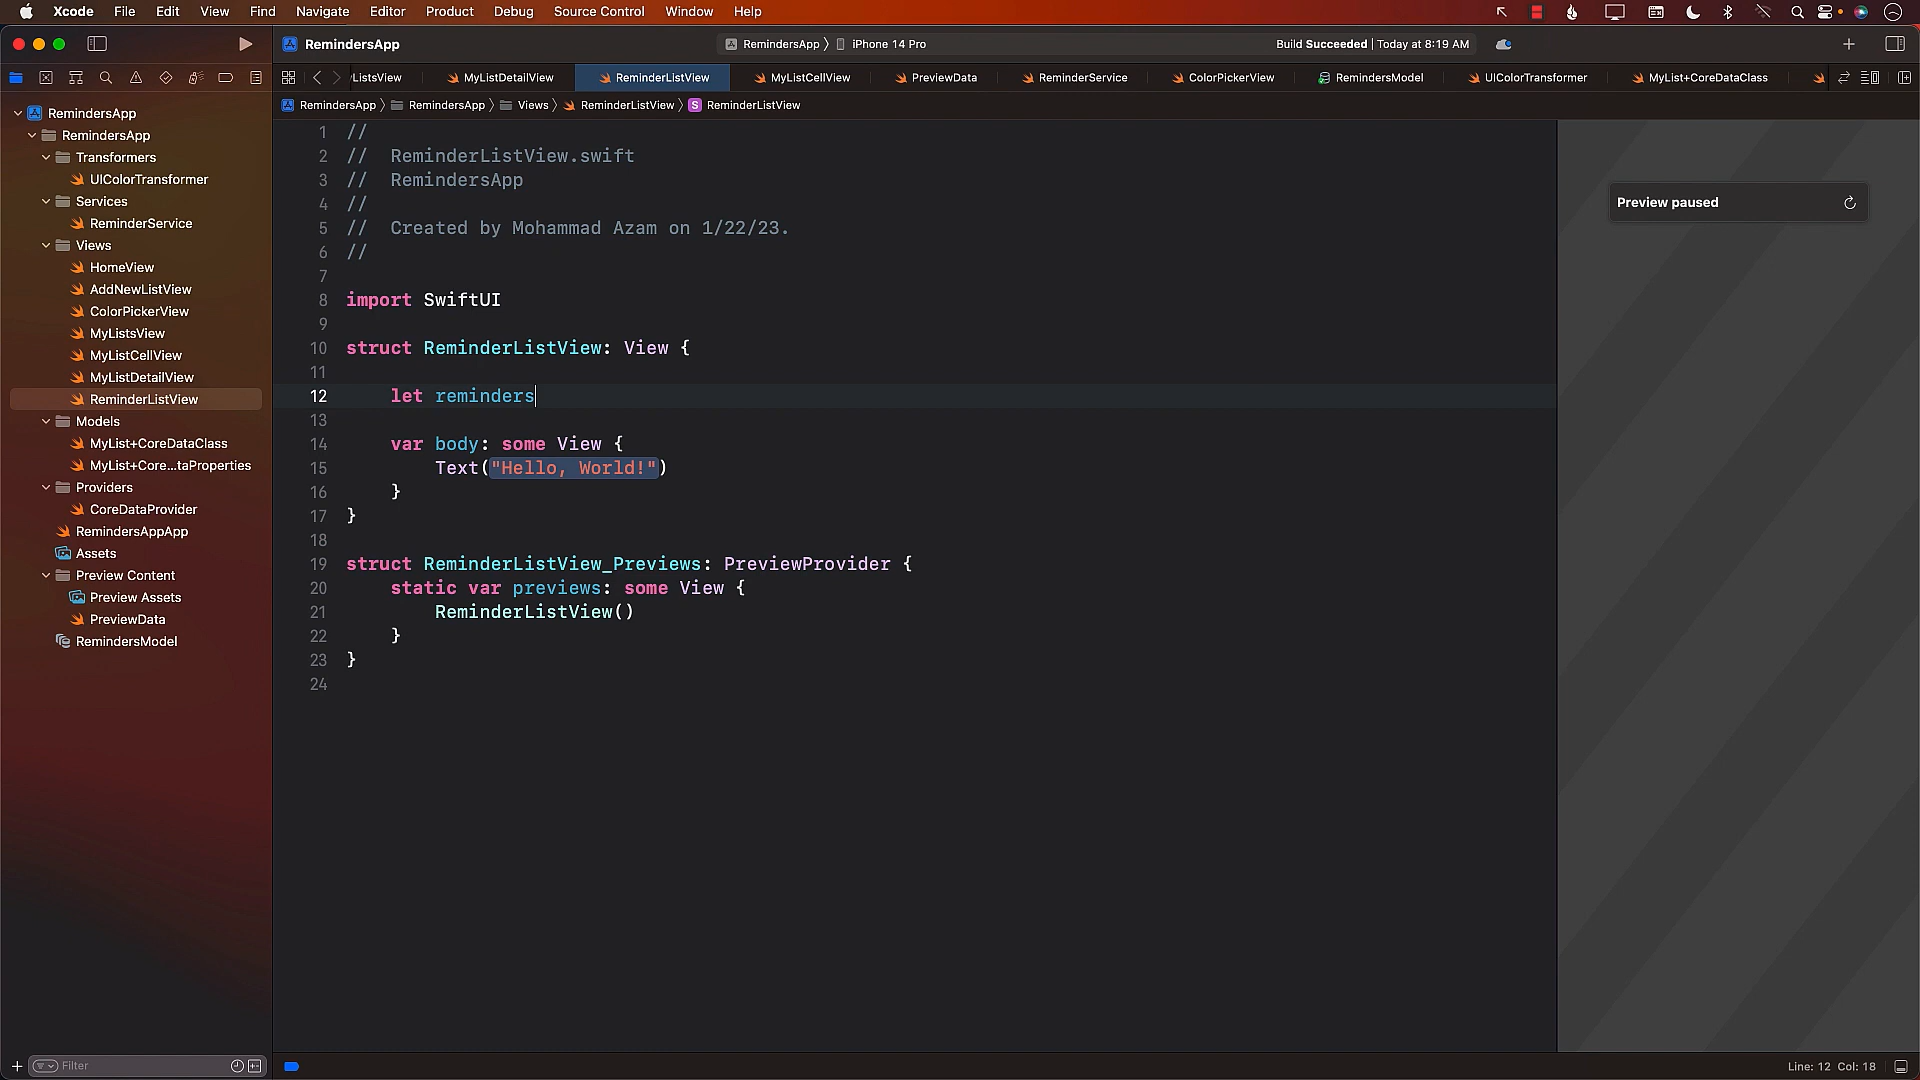 Xcode File Edit View Find Navigate Editor Product Debug Source Control Window Help
RemindersApp
RemindersApp 〉 iPhone 14 Pro
Build Succeeded | Today at 8:19 AM
ListsView MyListDetailView ReminderListView MyListCellView PreviewData ReminderService ColorPickerView RemindersModel UIColorTransformer MyList+CoreDataClass
RemindersApp 〉 RemindersApp 〉 Views 〉 ReminderListView 〉 S ReminderListView
RemindersApp
RemindersApp
Transformers
UIColorTransformer
Services
ReminderService
Views
HomeView
AddNewListView
ColorPickerView
MyListsView
MyListCellView
MyListDetailView
ReminderListView
Models
MyList+CoreDataClass
MyList+Core...taProperties
Providers
CoreDataProvider
RemindersAppApp
Assets
Preview Content
Preview Assets
PreviewData
RemindersModel
Filter
1 //
2 //  ReminderListView.swift
3 //  RemindersApp
4 //
5 //  Created by Mohammad Azam on 1/22/23.
6 //
7
8 import SwiftUI
9
10 struct ReminderListView: View {
11
12     let reminders
13
14     var body: some View {
15         Text("Hello, World!")
16     }
17 }
18
19 struct ReminderListView_Previews: PreviewProvider {
20     static var previews: some View {
21         ReminderListView()
22     }
23 }
24
Preview paused
Line: 12 Col: 18